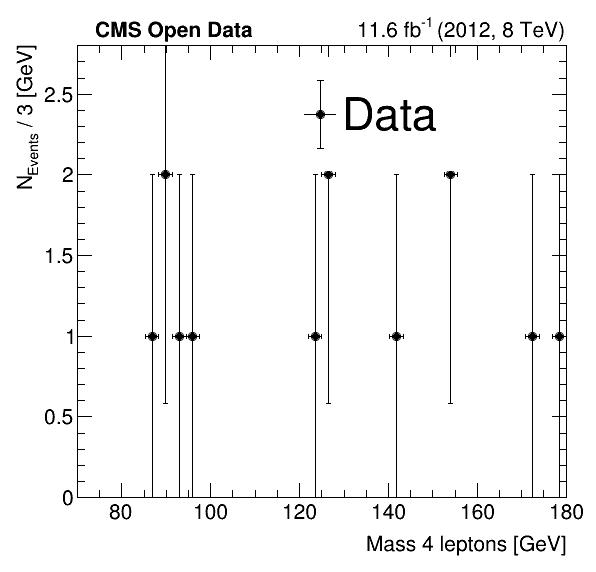 CMS Open Data
11.6 fb⁻¹ (2012, 8 TeV)
N_Events / 3 [GeV]
Data
2.5
2
1.5
1
0.5
0
80 100 120 140 160 180
Mass 4 leptons [GeV]